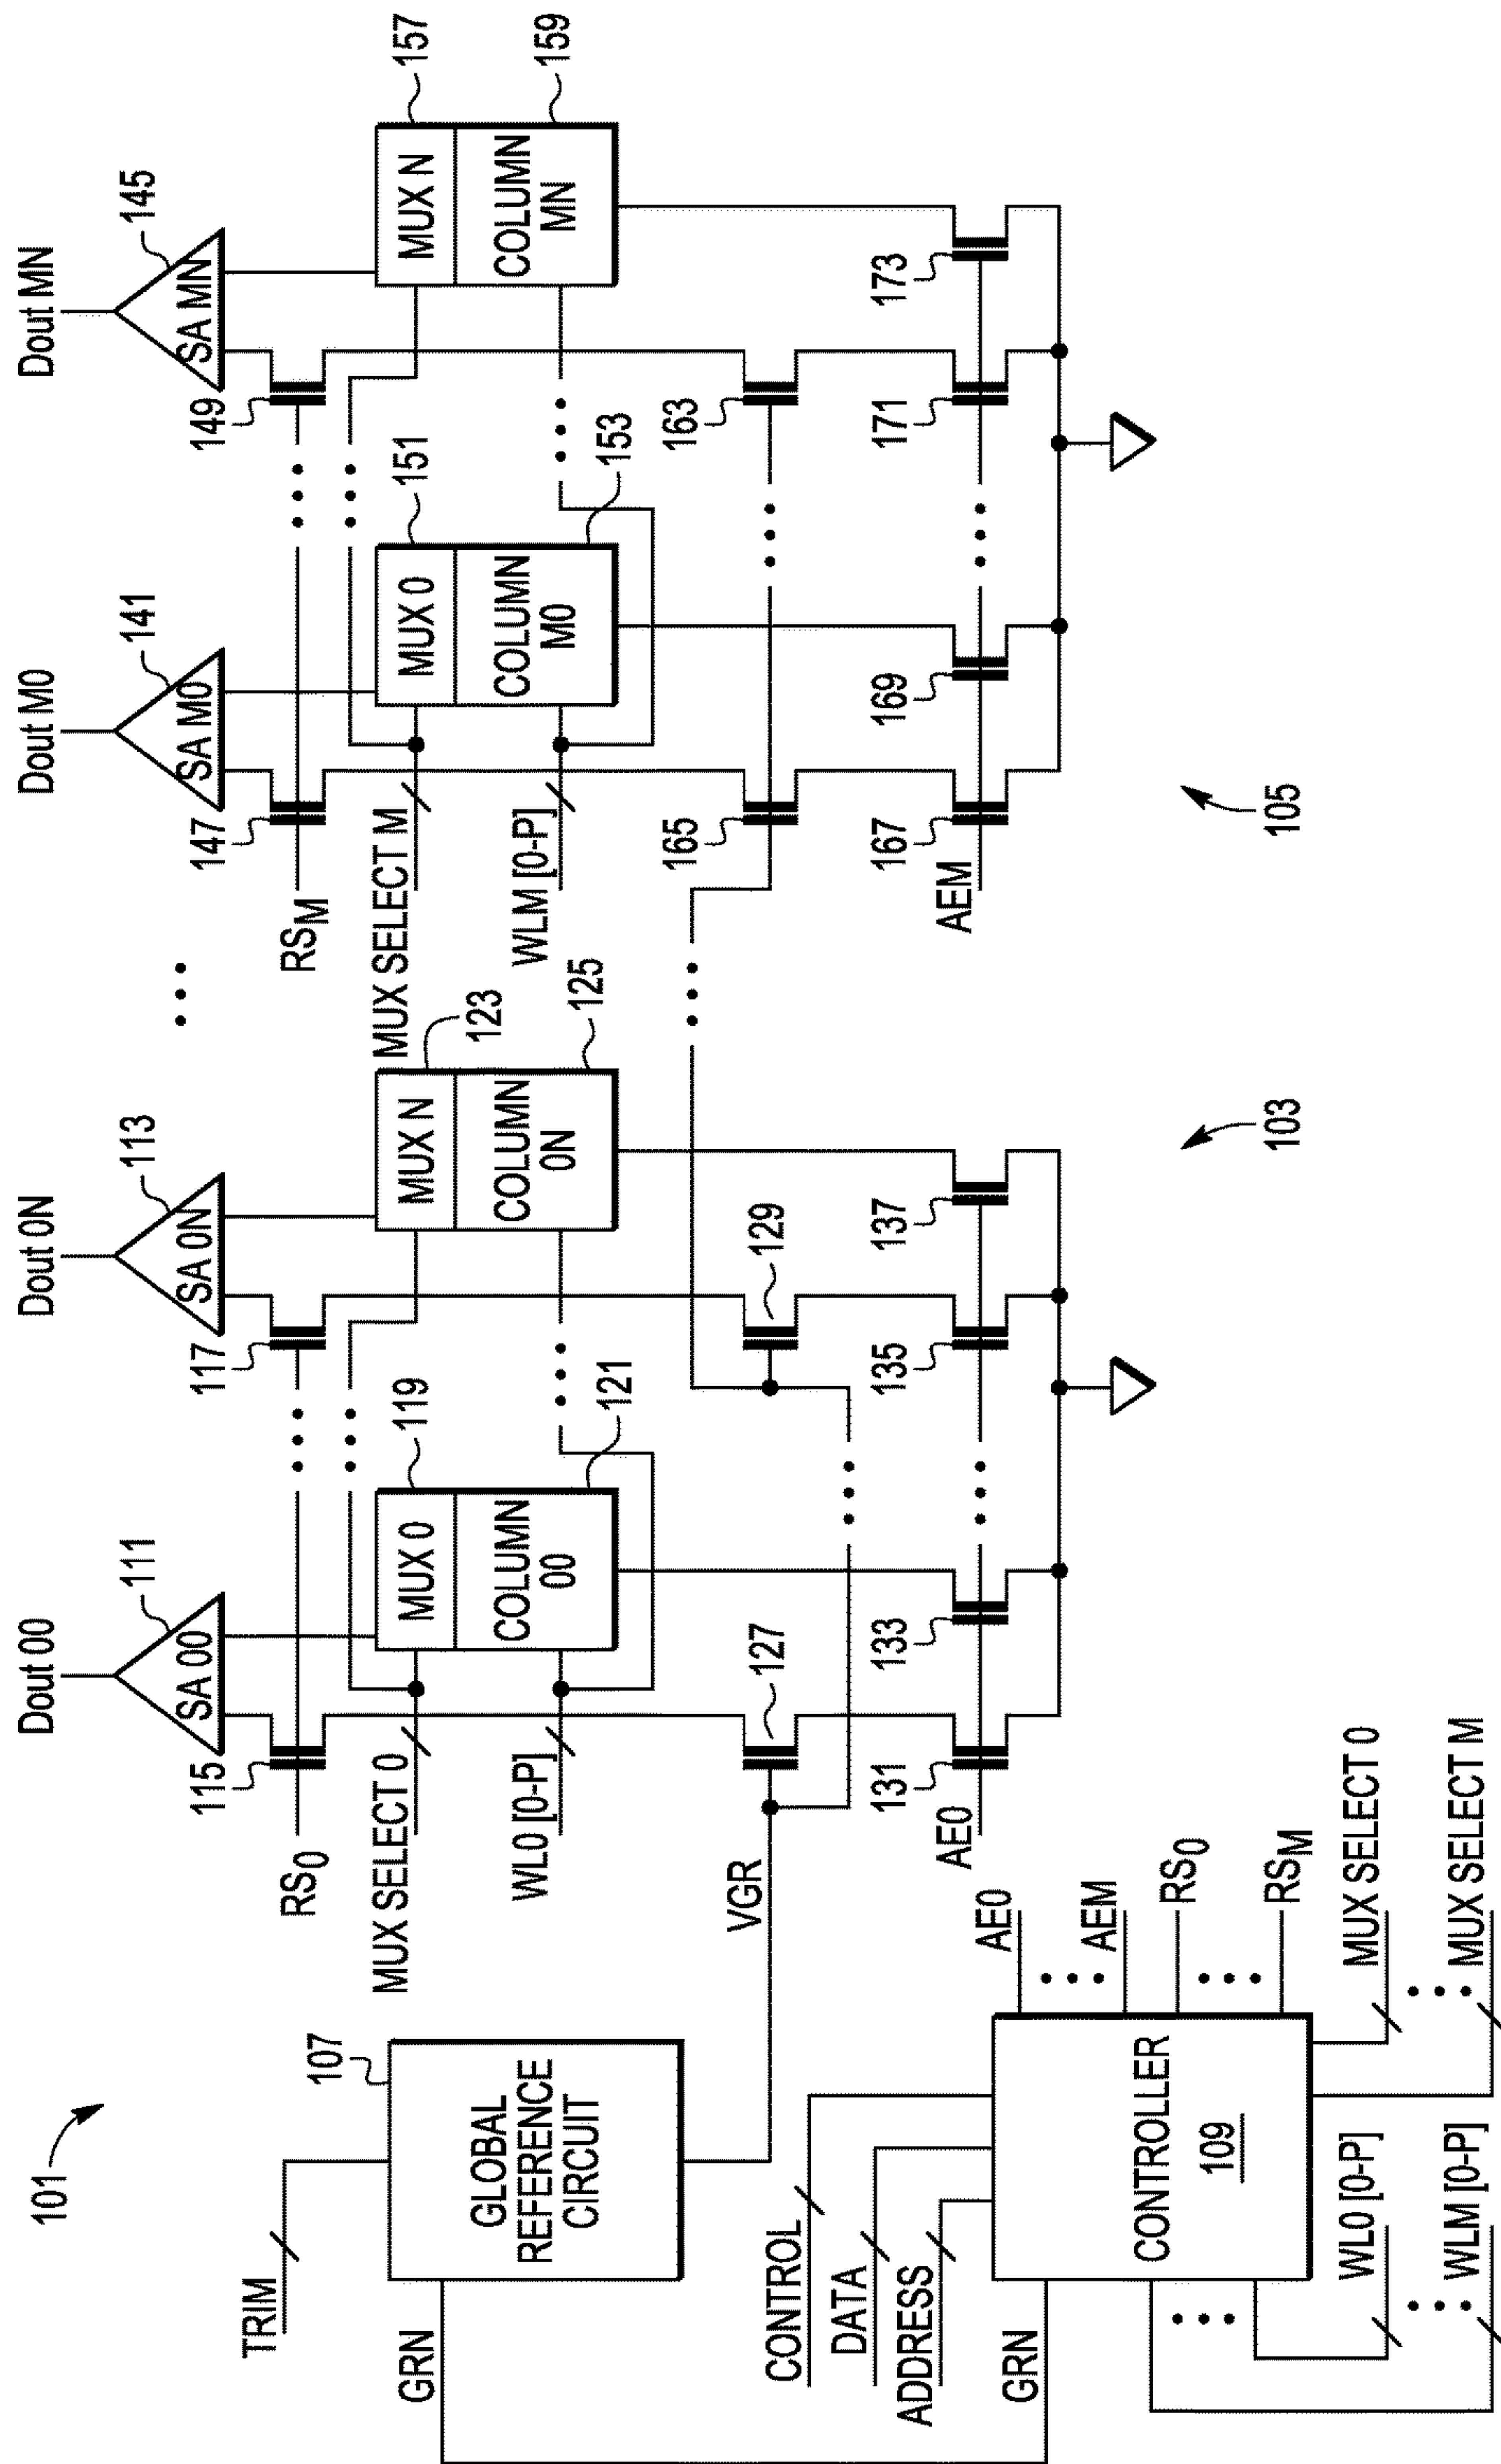 101
TRIM
GRN
107
GLOBAL
REFERENCE
CIRCUIT
VGR
CONTROL
DATA
ADDRESS
GRN
CONTROLLER
109
AE0
AEM
RS0
RSM
MUX SELECT 0
MUX SELECT M
WL0 [0-P]
WLM [0-P]
Dout 00
SA 00
111
115
RS0
MUX SELECT 0
WL0 [0-P]
MUX 0
COLUMN
00
119
121
127
131
133
AE0
Dout 0N
SA 0N
113
117
MUX N
COLUMN
0N
123
125
129
135
137
103
Dout M0
SA M0
141
147
RSM
MUX SELECT M
WLM [0-P]
MUX 0
COLUMN
M0
151
153
165
167
169
AEM
Dout MN
SA MN
145
149
MUX N
COLUMN
MN
157
159
163
171
173
105